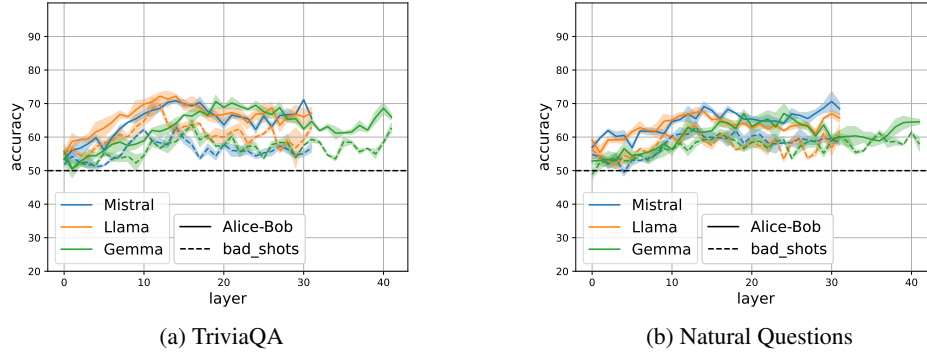 90
80
70
60
50
40
30
20
accuracy
0
10
20
30
40
layer
Mistral
Llama
Gemma
Alice-Bob
bad_shots
(a) TriviaQA
90
80
70
60
50
40
30
20
accuracy
0
10
20
30
40
layer
Mistral
Llama
Gemma
Alice-Bob
bad_shots
(b) Natural Questions